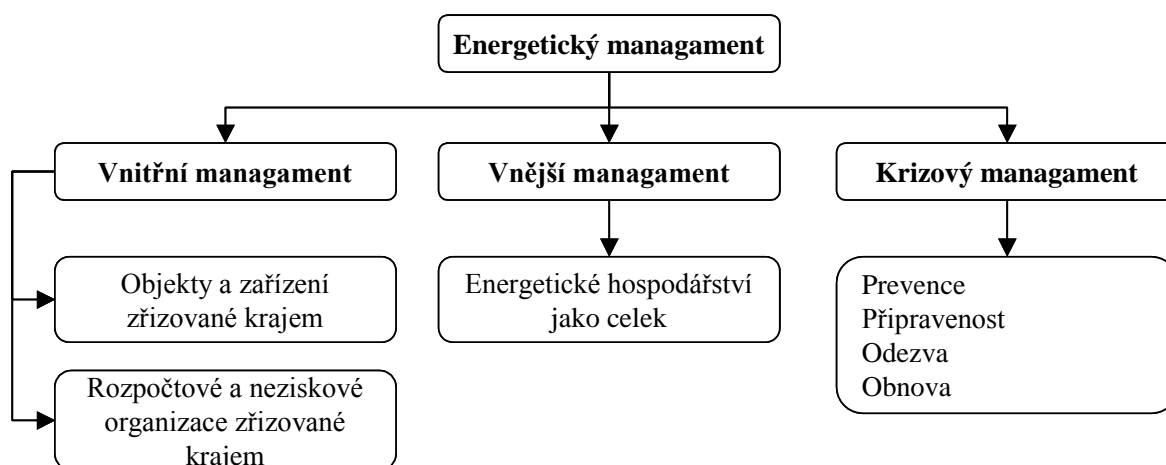 Energetický managament
Vnitřní managament
Vnější managament
Krizový managament
Objekty a zařízení
zřizované krajem
Energetické hospodářství
jako celek
Prevence
Připravenost
Odezva
Obnova
Rozpočtové a neziskové
organizace zřizované
krajem